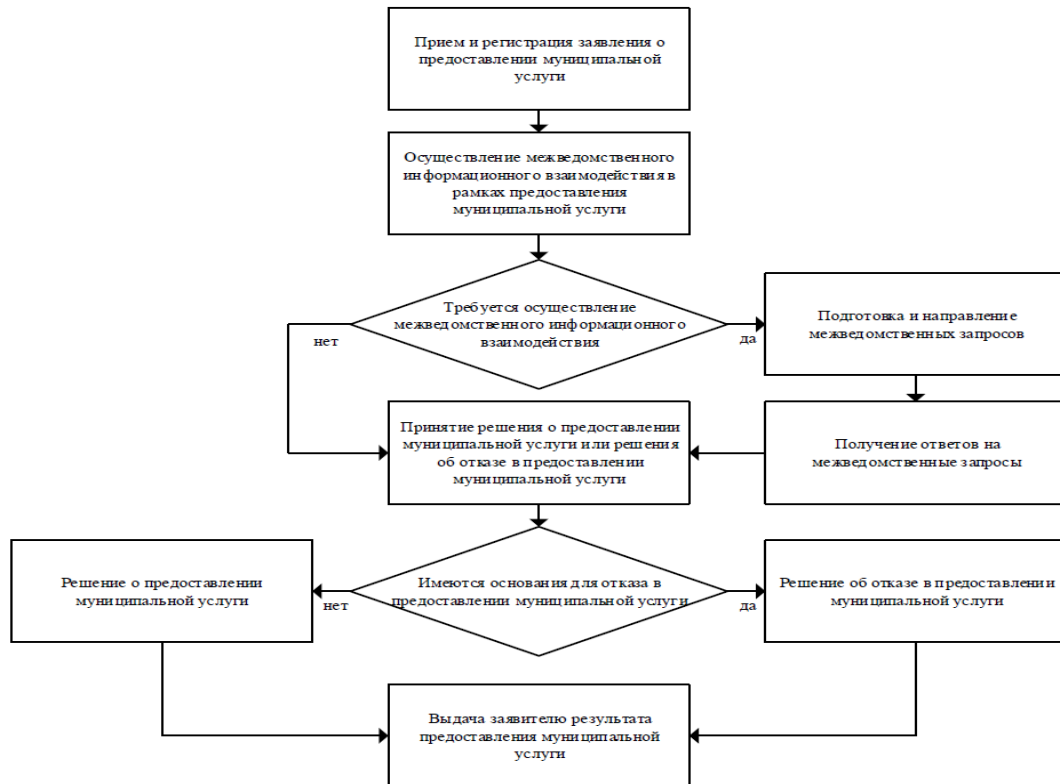 Прием и регистрация заявления о
предоставлении муниципальной
услуги
Осуществление межведомственного
информационного взаимодействия в
рамках предоставления
муниципальной услуги
Требуется осуществление
межведомственного информационного
взаимодействия
нет
да
Подготовка и направление
межведомственных запросов
Принятие решения о предоставлении
муниципальной услуги или решения
об отказе в предоставлении
муниципальной услуги
Получение ответов на
межведомственные запросы
Решение о предоставлении
муниципальной услуги
Имеются основания для отказа в
предоставлении муниципальной услуги
нет
да
Решение об отказе в предоставлении
муниципальной услуги
Выдача заявителю результата
предоставления муниципальной
услуги